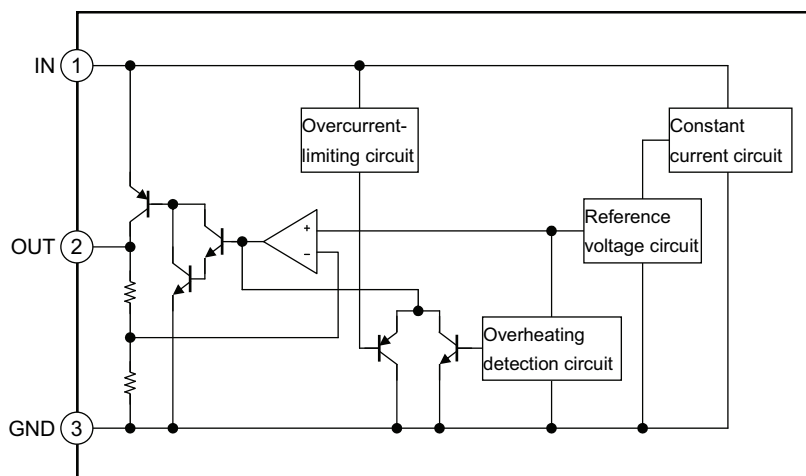 IN 1
Overcurrent-
limiting circuit
Constant
current circuit
Reference
voltage circuit
OUT 2
+
−
Overheating
detection circuit
GND 3